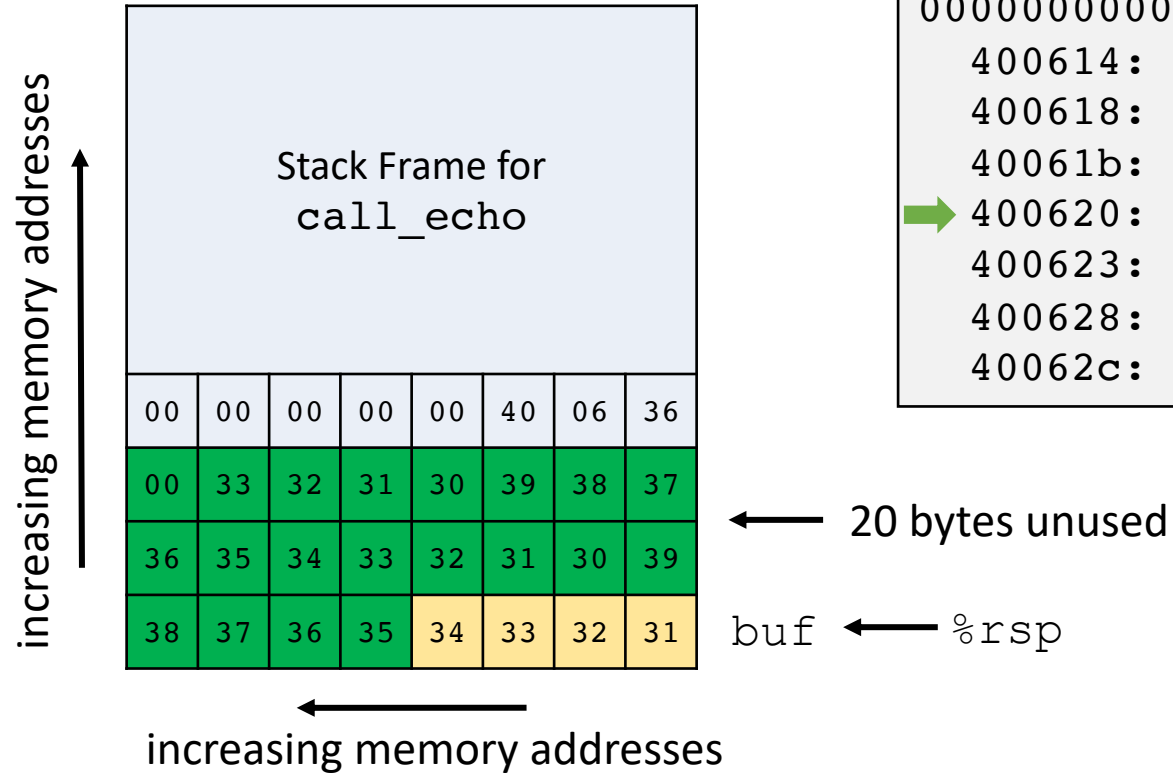 increasing memory addresses
Stack Frame for
call_echo
00 00 00 00 00 40 06 36
00 33 32 31 30 39 38 37
36 35 34 33 32 31 30 39
38 37 36 35 34 33 32 31
20 bytes unused
buf
%rsp
increasing memory addresses
0000000000
400614:
400618:
40061b:
400620:
400623:
400628:
40062c: